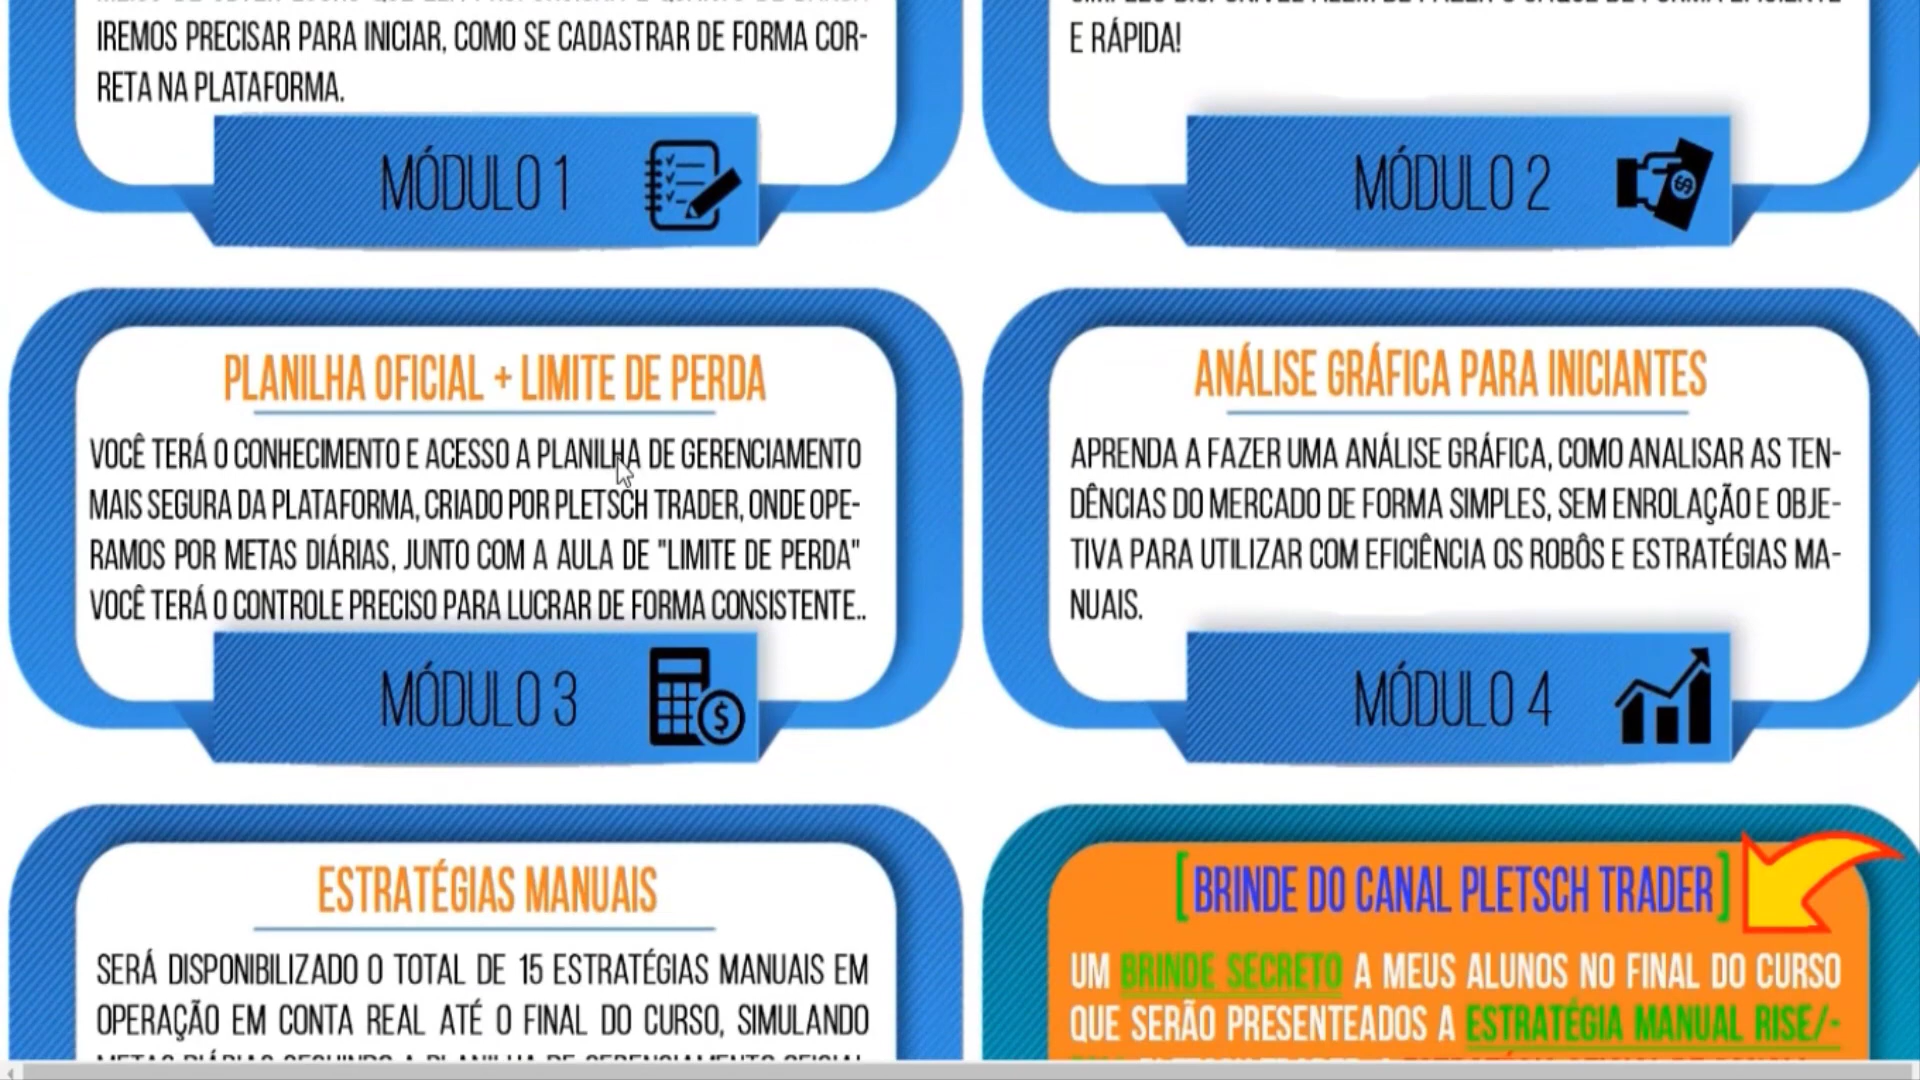 IREMOS PRECISAR PARA INICIAR, COMO SE CADASTRAR DE FORMA COR-
RETA NA PLATAFORMA.
MÓDULO 1
E RÁPIDA!
MÓDULO 2
PLANILHA OFICIAL + LIMITE DE PERDA
VOCÊ TERÁ O CONHECIMENTO E ACESSO A PLANILHA DE GERENCIAMENTO
MAIS SEGURA DA PLATAFORMA, CRIADO POR PLETSCH TRADER, ONDE OPE-
RAMOS POR METAS DIÁRIAS, JUNTO COM A AULA DE "LIMITE DE PERDA"
VOCÊ TERÁ O CONTROLE PRECISO PARA LUCRAR DE FORMA CONSISTENTE..
MÓDULO 3
ANÁLISE GRÁFICA PARA INICIANTES
APRENDA A FAZER UMA ANÁLISE GRÁFICA, COMO ANALISAR AS TEN-
DÊNCIAS DO MERCADO DE FORMA SIMPLES, SEM ENROLAÇÃO E OBJE-
TIVA PARA UTILIZAR COM EFICIÊNCIA OS ROBÔS E ESTRATÉGIAS MA-
NUAIS.
MÓDULO 4
ESTRATÉGIAS MANUAIS
SERÁ DISPONIBILIZADO O TOTAL DE 15 ESTRATÉGIAS MANUAIS EM
OPERAÇÃO EM CONTA REAL ATÉ O FINAL DO CURSO, SIMULANDO
[BRINDE DO CANAL PLETSCH TRADER]
UM BRINDE SECRETO A MEUS ALUNOS NO FINAL DO CURSO
QUE SERÃO PRESENTEADOS A ESTRATÉGIA MANUAL RISE/-